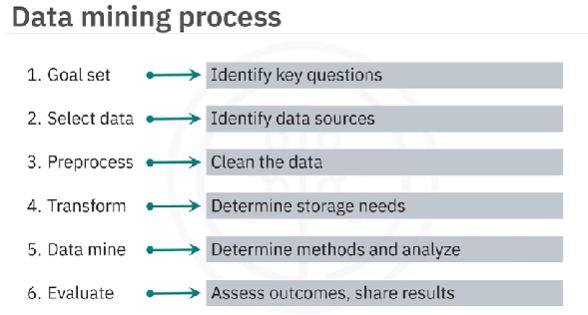 Data mining process
1. Goal set Identify key questions
2. Select data Identify data sources
3. Preprocess Clean the data
4. Transform Determine storage needs
5. Data mine Determine methods and analyze
6. Evaluate Assess outcomes, share results